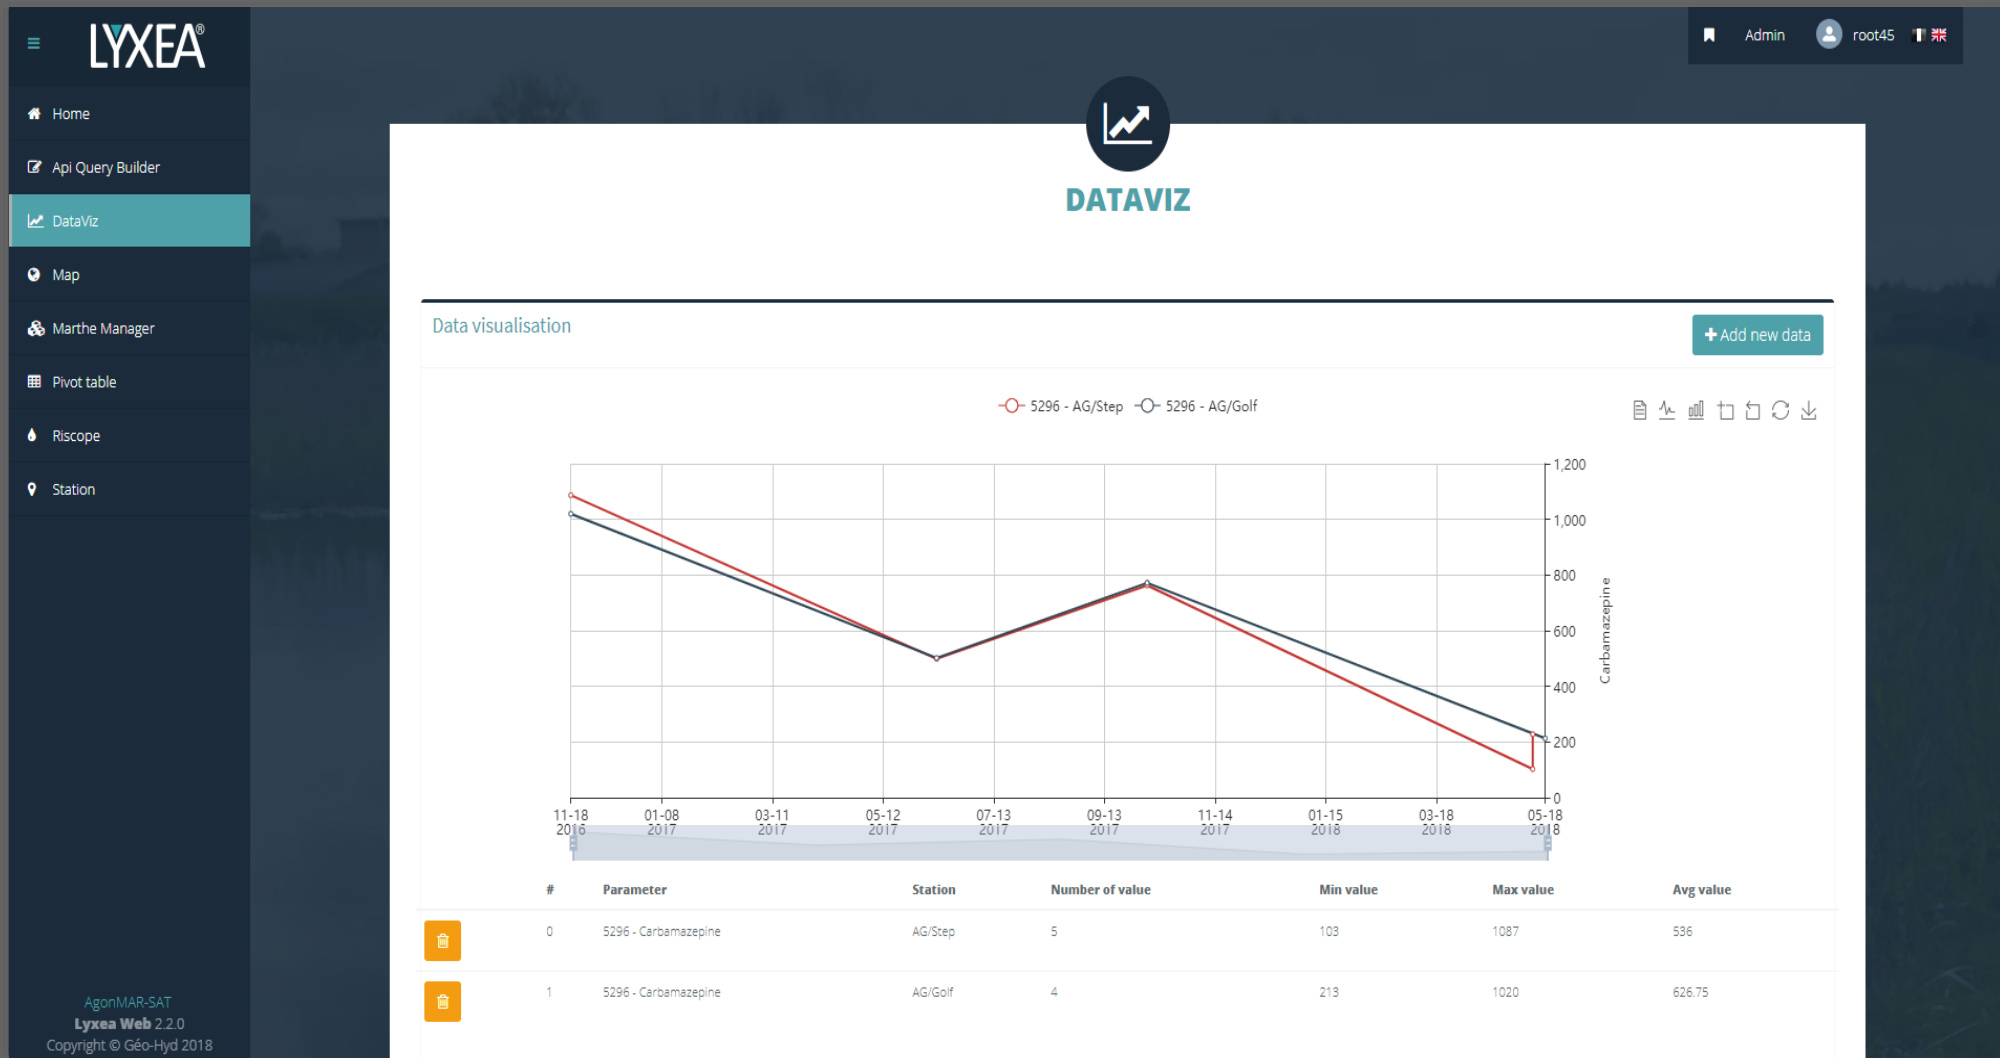 LYXEA®
Admin
root45
Home
Api Query Builder
DataViz
Map
Marthe Manager
Pivot table
Riscope
Station
AgonMAR-SAT
Lyxea Web 2.2.0
Copyright © Géo-Hyd 2018
DATAVIZ
Data visualisation
Add new data
5296 - AG/Step
5296 - AG/Golf
1,200
1,000
800
600
400
200
0
Carbamazepine
11-18
2016
01-08
2017
03-11
2017
05-12
2017
07-13
2017
09-13
2017
11-14
2017
01-15
2018
03-18
2018
05-18
2018
# Parameter Station Number of value Min value Max value Avg value
0 5296 - Carbamazepine AG/Step 5 103 1087 536
1 5296 - Carbamazepine AG/Golf 4 213 1020 626.75